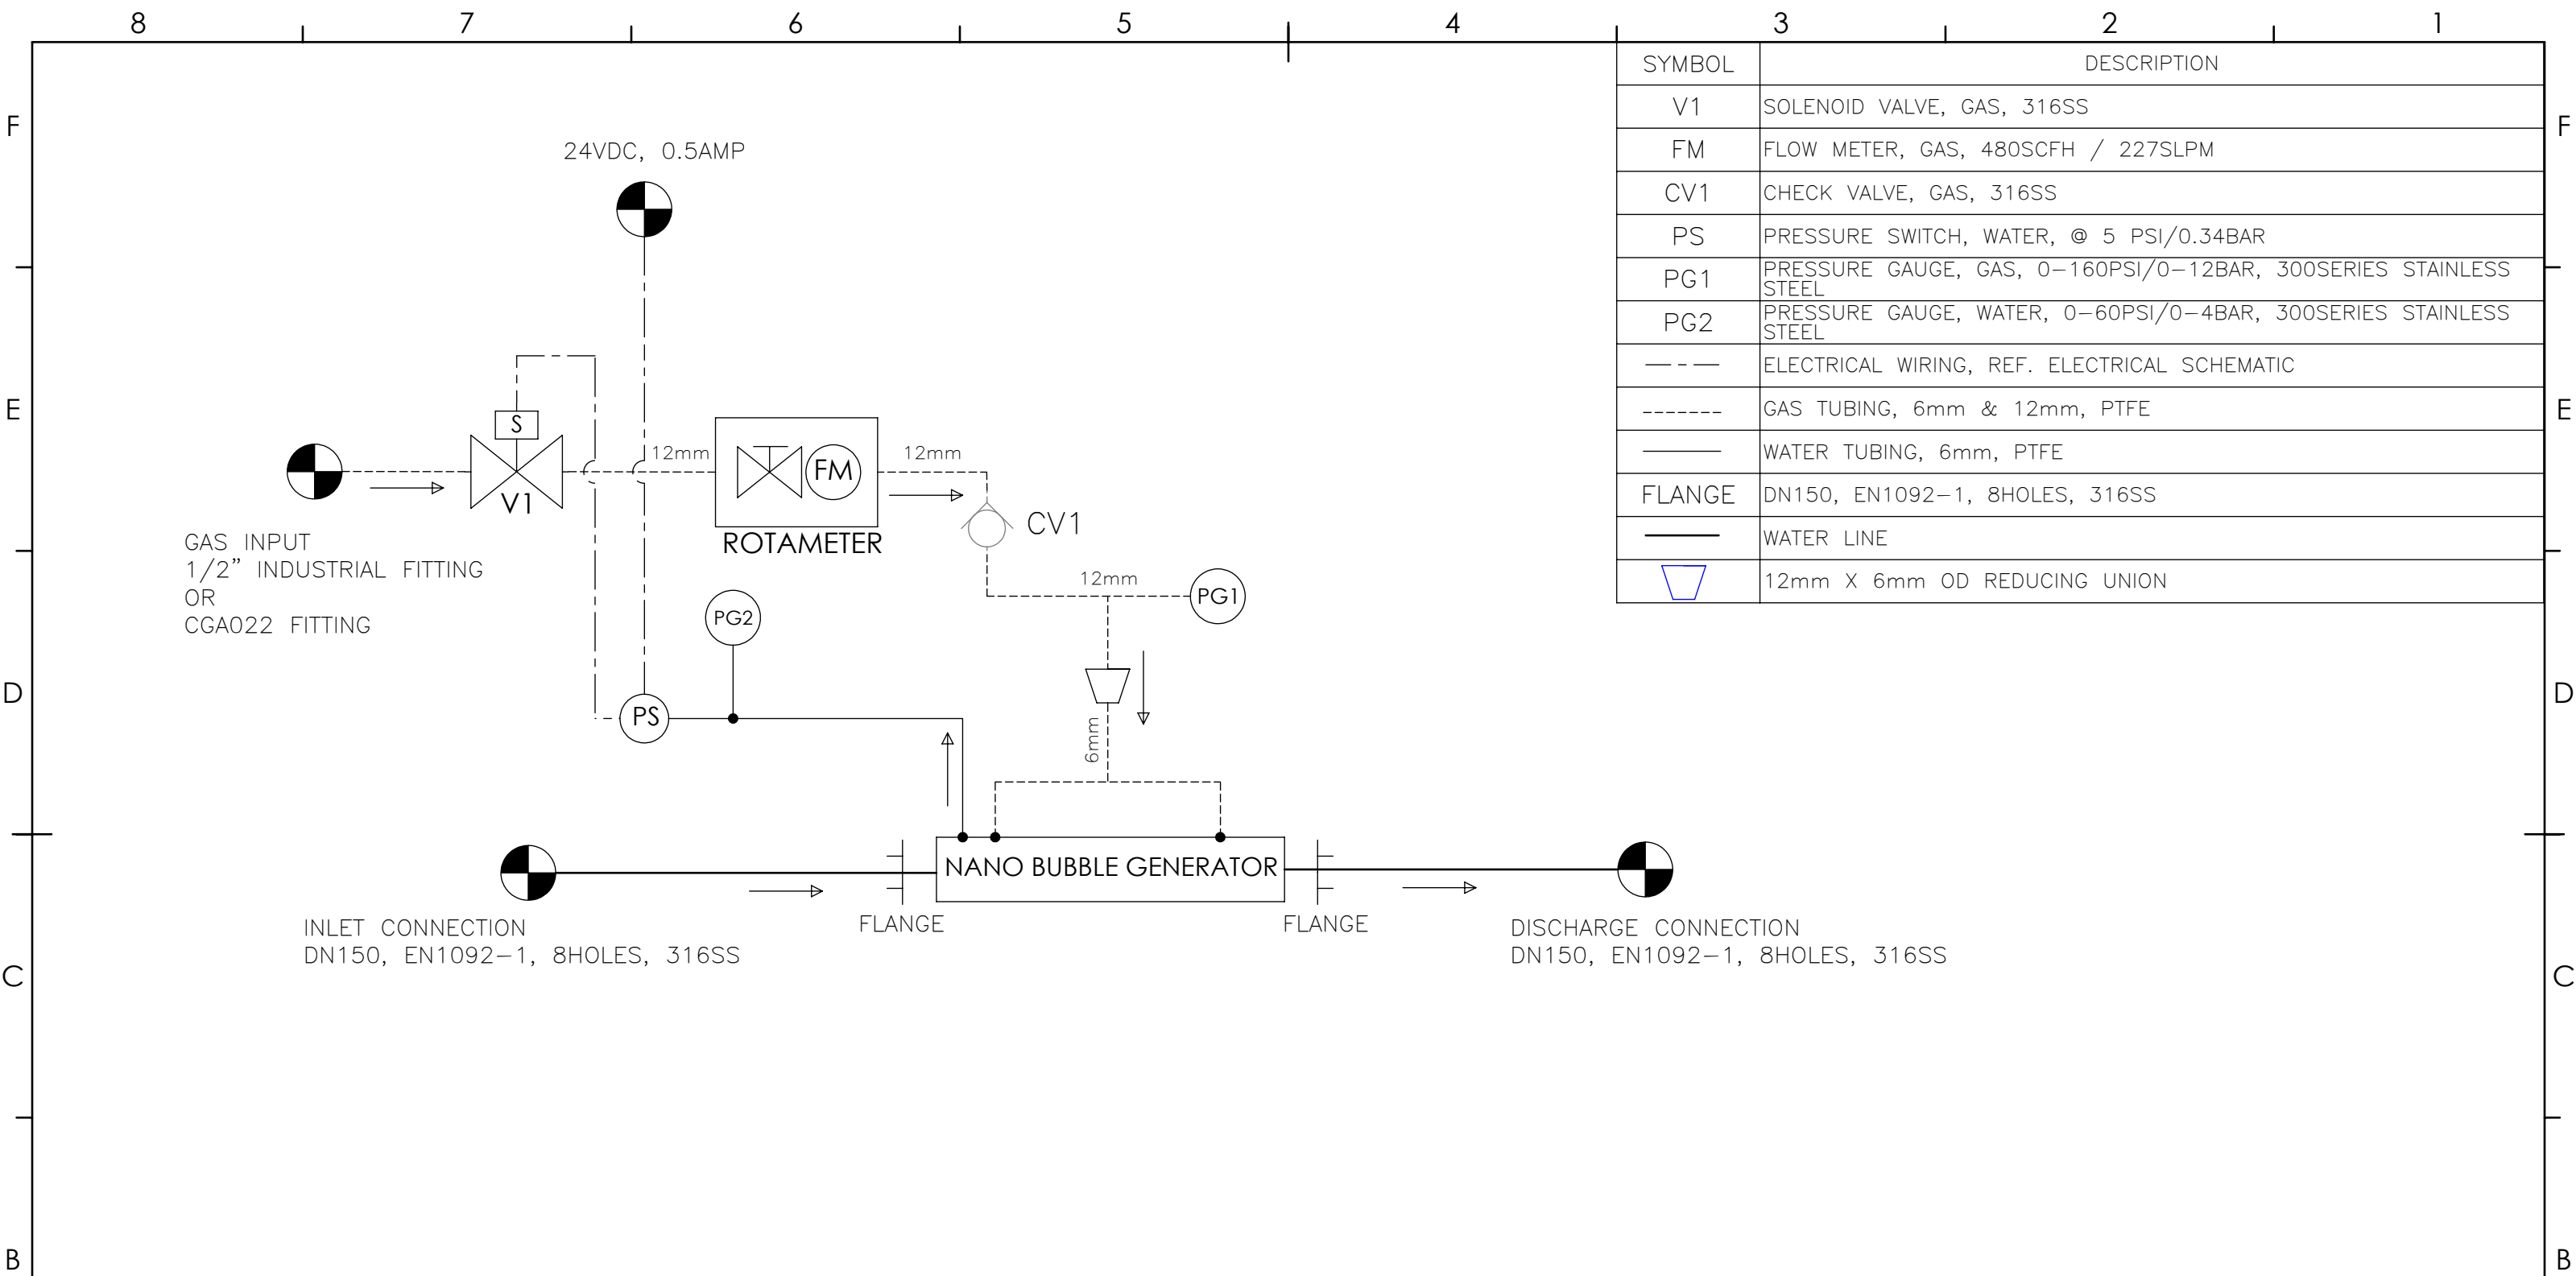 8 7 6 5 4 3 2 1
SYMBOL DESCRIPTION
V1 SOLENOID VALVE, GAS, 316SS
FM FLOW METER, GAS, 480SCFH / 227SLPM
CV1 CHECK VALVE, GAS, 316SS
PS PRESSURE SWITCH, WATER, @ 5 PSI/0.34BAR
PG1 PRESSURE GAUGE, GAS, 0-160PSI/0-12BAR, 300SERIES STAINLESS
STEEL
PG2 PRESSURE GAUGE, WATER, 0-60PSI/0-4BAR, 300SERIES STAINLESS
STEEL
ELECTRICAL WIRING, REF. ELECTRICAL SCHEMATIC
GAS TUBING, 6mm & 12mm, PTFE
WATER TUBING, 6mm, PTFE
FLANGE DN150, EN1092-1, 8HOLES, 316SS
WATER LINE
12mm X 6mm OD REDUCING UNION
F F
24VDC, 0.5AMP
E E
S
V1
12mm
FM
12mm
ROTAMETER
CV1
GAS INPUT
1/2" INDUSTRIAL FITTING
OR
CGA022 FITTING
12mm
PG1
PG2
D D
PS
6mm
NANO BUBBLE GENERATOR
FLANGE FLANGE
INLET CONNECTION
DN150, EN1092-1, 8HOLES, 316SS
DISCHARGE CONNECTION
DN150, EN1092-1, 8HOLES, 316SS
C C
B B